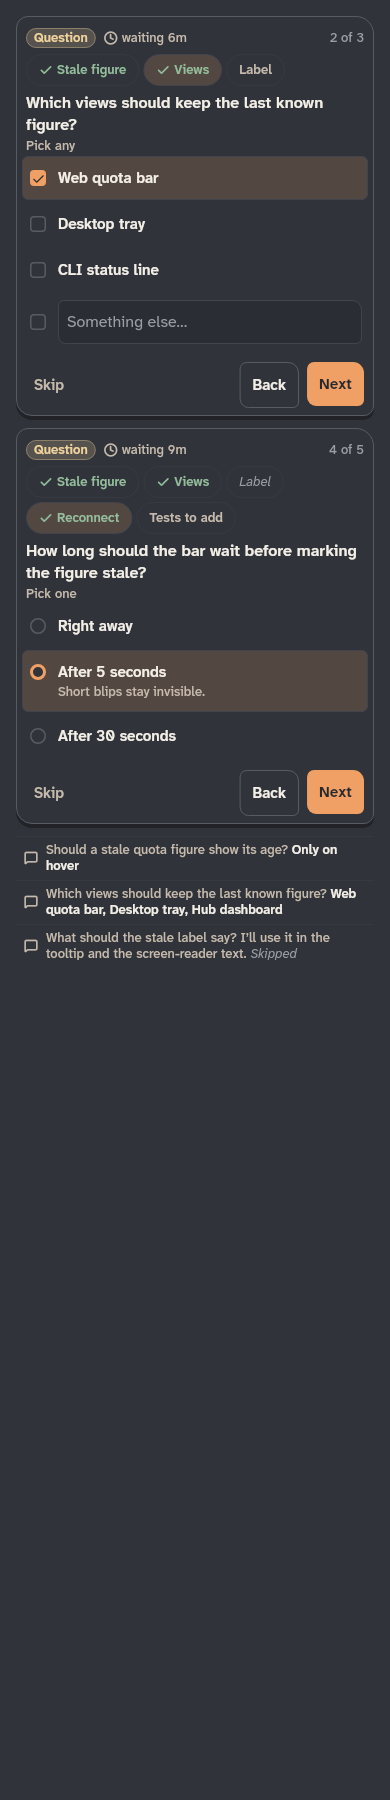 Question waiting 6m 2 of 3
Stale figure Views Label
Which views should keep the last known
figure?
Pick any
Web quota bar
Desktop tray
CLI status line
Something else...
Skip Back Next
Question waiting 9m 4 of 5
Stale figure Views Label
Reconnect Tests to add
How long should the bar wait before marking
the figure stale?
Pick one
Right away
After 5 seconds
Short blips stay invisible.
After 30 seconds
Skip Back Next
Should a stale quota figure show its age? Only on
hover
Which views should keep the last known figure? Web
quota bar, Desktop tray, Hub dashboard
What should the stale label say? I'll use it in the
tooltip and the screen-reader text. Skipped